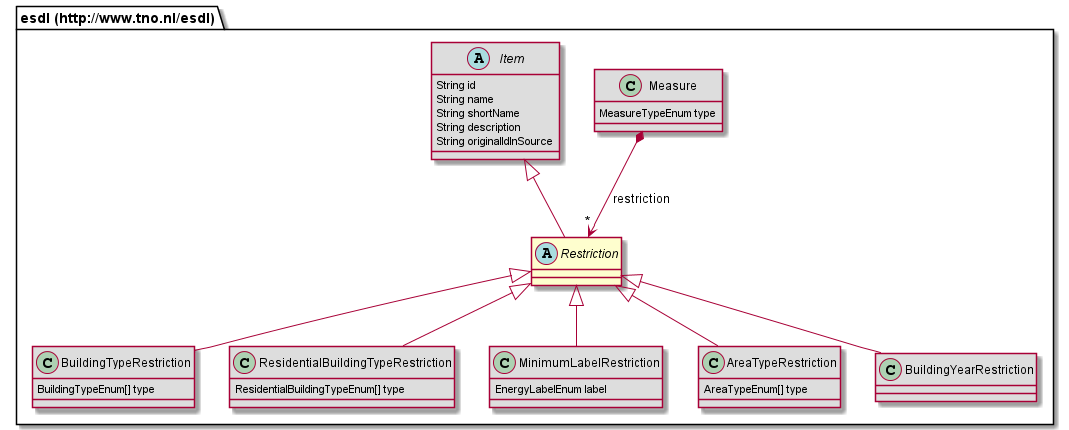 esdl (http://www.tno.nl/esdl)
A Item
String id
String name
String shortName
String description
String originalIdInSource
C Measure
MeasureTypeEnum type
restriction
*
A Restriction
C BuildingTypeRestriction
BuildingTypeEnum[] type
C ResidentialBuildingTypeRestriction
ResidentialBuildingTypeEnum[] type
C MinimumLabelRestriction
EnergyLabelEnum label
C AreaTypeRestriction
AreaTypeEnum[] type
C BuildingYearRestriction